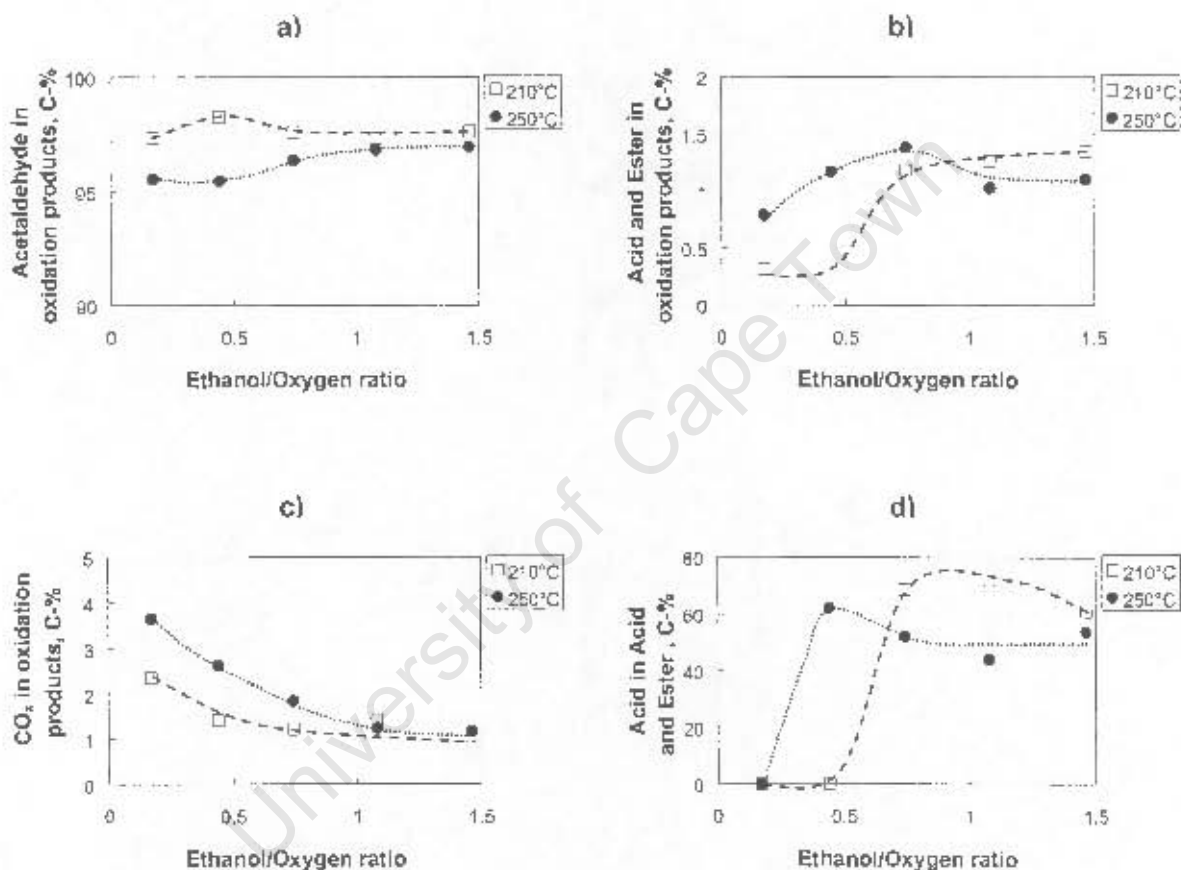 a)
Acetaldehyde in
oxidation products, C-%
100
95
90
0 0.5 1 1.5
Ethanol/Oxygen ratio
210°C
250°C
b)
Acid and Ester in
oxidation products, C-%
2
1.5
1
0.5
0
0 0.5 1 1.5
Ethanol/Oxygen ratio
210°C
250°C
c)
COx in oxidation
products, C-%
5
4
3
2
1
0
0 0.5 1 1.5
Ethanol/Oxygen ratio
210°C
250°C
d)
Acid in Acid
and Ester, C-%
80
60
40
20
0
0 0.5 1 1.5
Ethanol/Oxygen ratio
210°C
250°C
University of Cape Town